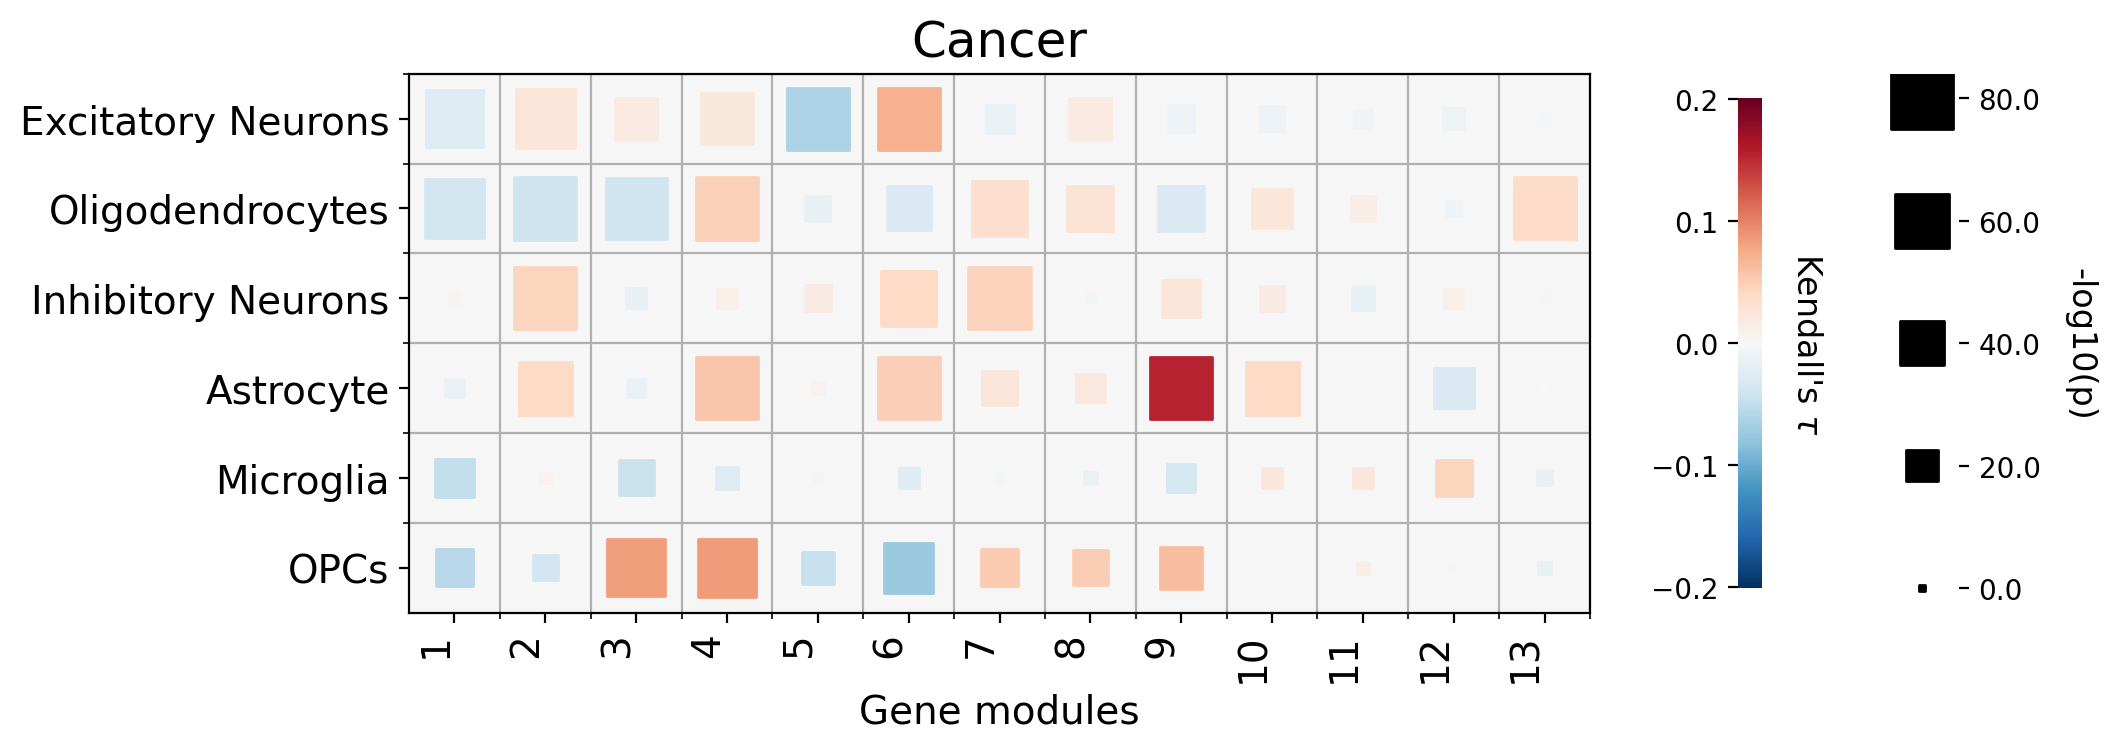 Cancer
Excitatory Neurons
Oligodendrocytes
Inhibitory Neurons
Astrocyte
Microglia
OPCs
1 2 3 4 5 6 7 8 9 10 11 12 13
Gene modules
0.2
0.1
0.0
−0.1
−0.2
Kendall's τ
80.0
60.0
40.0
20.0
0.0
-log10(p)